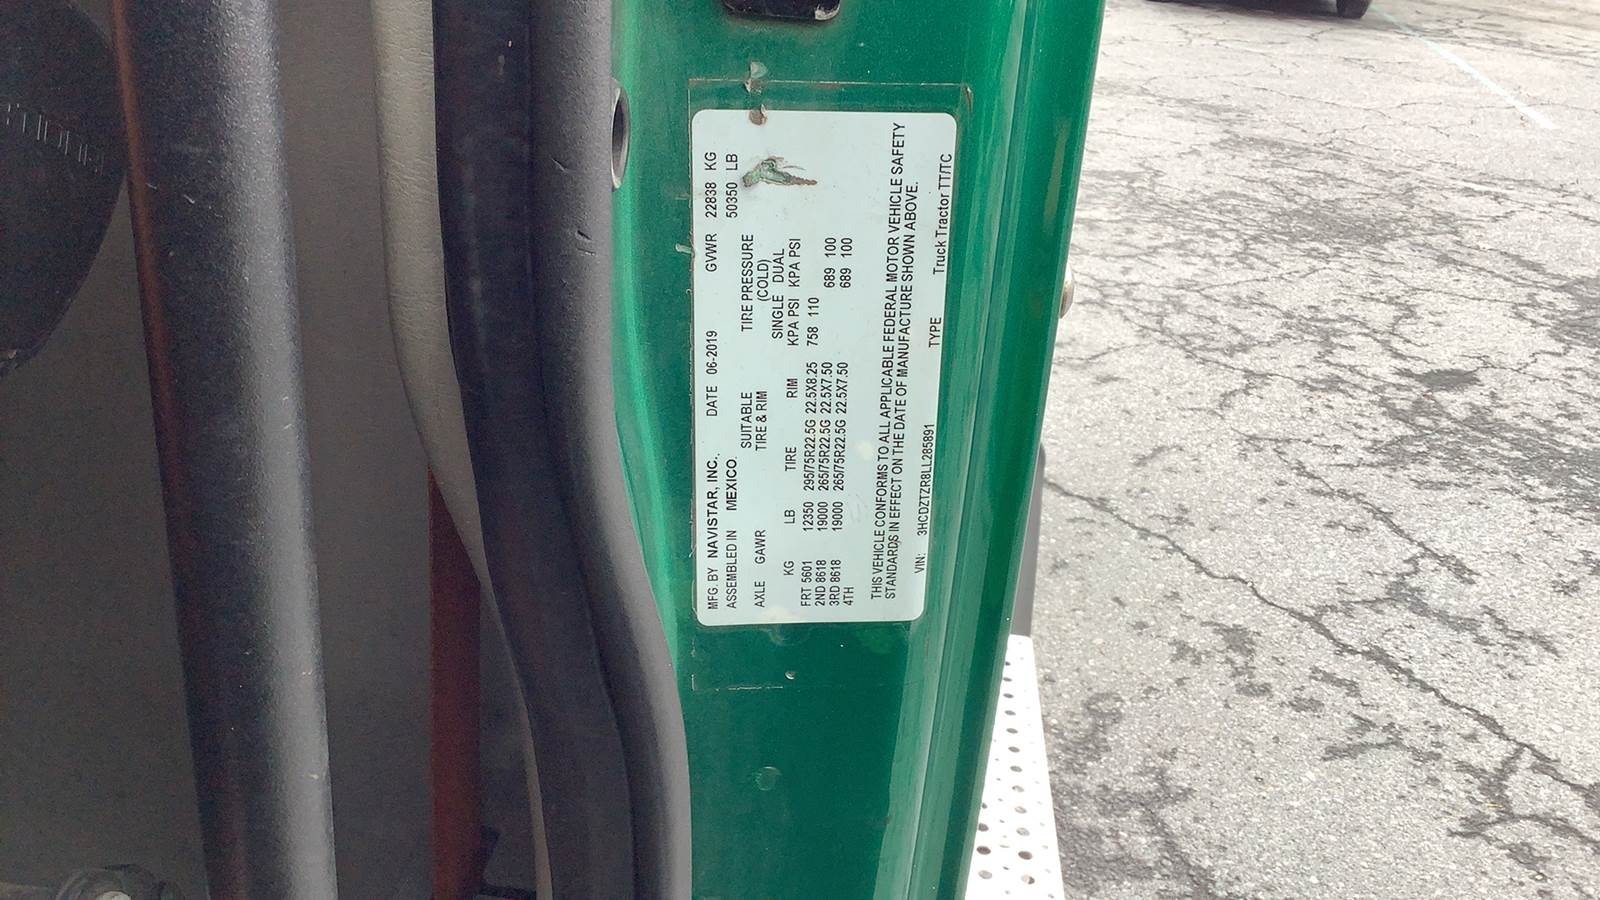 MFG. BY NAVISTAR, INC., DATE 06-2019 GVWR 22838 KG
ASSEMBLED IN MEXICO. 50350 LB
SUITABLE TIRE PRESSURE
AXLE GAWR TIRE & RIM (COLD)
SINGLE DUAL
KG LB TIRE RIM KPA PSI KPA PSI
FRT 5601 12350 295/75R22.5G 22.5X8.25 758 110
2ND 8618 19000 265/75R22.5G 22.5X7.50 689 100
3RD 8618 19000 265/75R22.5G 22.5X7.50 689 100
4TH
THIS VEHICLE CONFORMS TO ALL APPLICABLE FEDERAL MOTOR VEHICLE SAFETY
STANDARDS IN EFFECT ON THE DATE OF MANUFACTURE SHOWN ABOVE.
VIN: 3HCDZTZR8LL285891 TYPE Truck Tractor TT/TC